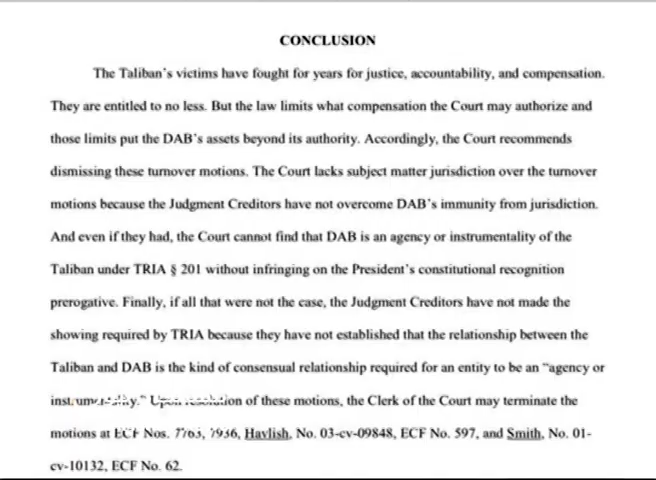 CONCLUSION
The Taliban's victims have fought for years for justice, accountability, and compensation.
They are entitled to no less. But the law limits what compensation the Court may authorize and
those limits put the DAB's assets beyond its authority. Accordingly, the Court recommends
dismissing these turnover motions. The Court lacks subject matter jurisdiction over the turnover
motions because the Judgment Creditors have not overcome DAB's immunity from jurisdiction.
And even if they had, the Court cannot find that DAB is an agency or instrumentality of the
Taliban under TRIA § 201 without infringing on the President's constitutional recognition
prerogative. Finally, if all that were not the case, the Judgment Creditors have not made the
showing required by TRIA because they have not established that the relationship between the
Taliban and DAB is the kind of consensual relationship required for an entity to be an "agency or
instrumentality." Upon resolution of these motions, the Clerk of the Court may terminate the
motions at ECF Nos. 7763, 7936, Havlish, No. 03-cv-09848, ECF No. 597, and Smith, No. 01-
cv-10132, ECF No. 62.